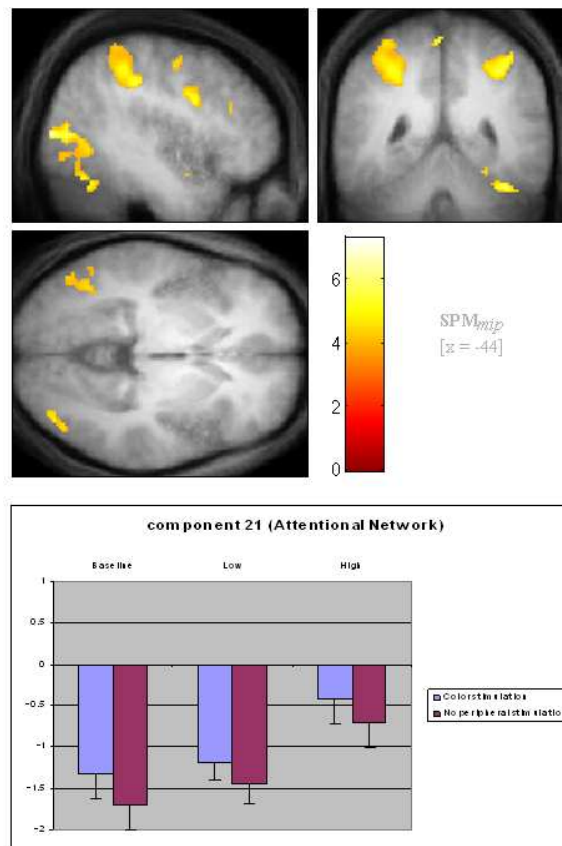 6
4
2
0
SPMmip
[z = -44]
component 21 (Attentional Network)
Baseline Low High
1
0.5
0
-0.5
-1
-1.5
-2
Color stimulation
No peripheral stimulation